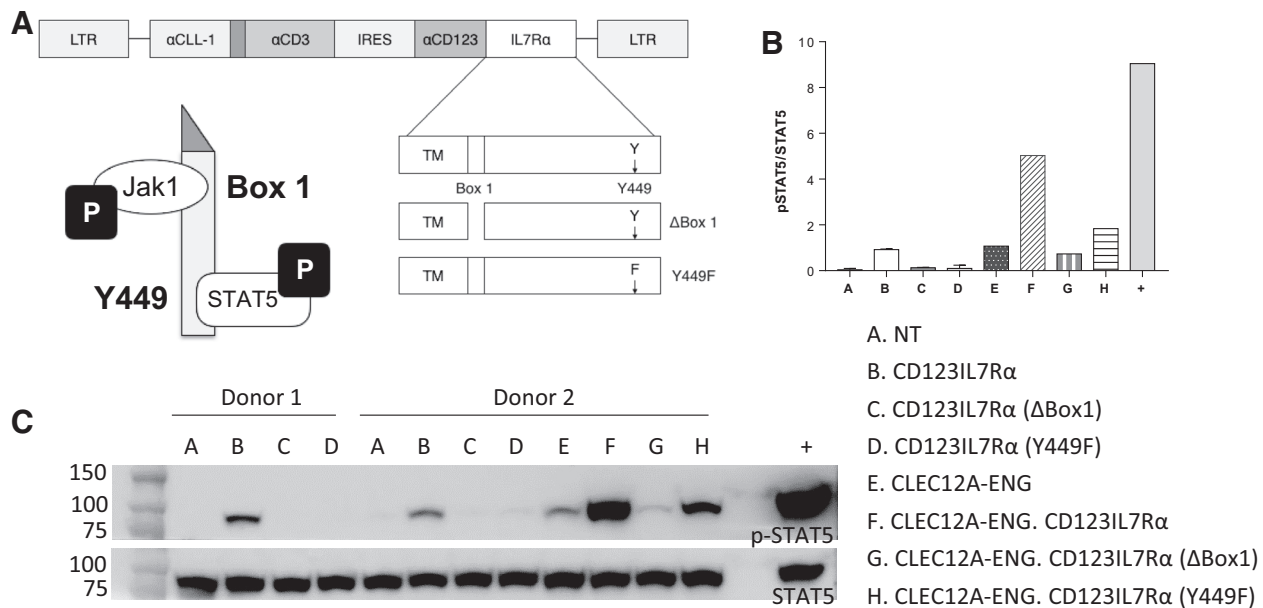 A
LTR αCLL-1 αCD3 IRES αCD123 IL7Rα LTR
TM Y
Box 1 Y449
TM Y ΔBox 1
TM F Y449F
Jak1 Box 1
P
P
Y449 STAT5
B
pSTAT5/STAT5
10
8
6
4
2
0
A B C D E F G H +
A. NT
B. CD123IL7Rα
C. CD123IL7Rα (ΔBox1)
D. CD123IL7Rα (Y449F)
E. CLEC12A-ENG
F. CLEC12A-ENG. CD123IL7Rα
G. CLEC12A-ENG. CD123IL7Rα (ΔBox1)
H. CLEC12A-ENG. CD123IL7Rα (Y449F)
C
Donor 1 Donor 2
A B C D A B C D E F G H +
150
100
75
p-STAT5
100
75
STAT5